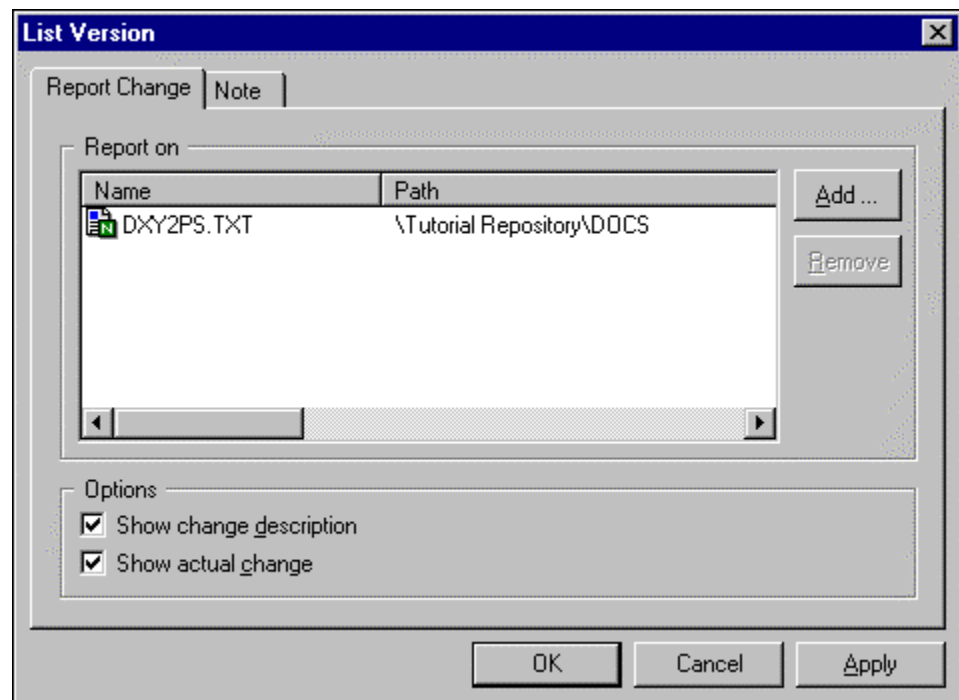 List Version
Report Change Note
Report on
Name Path
DXY2PS.TXT \Tutorial Repository\DOCS
Add ...
Remove
Options
Show change description
Show actual change
OK Cancel Apply